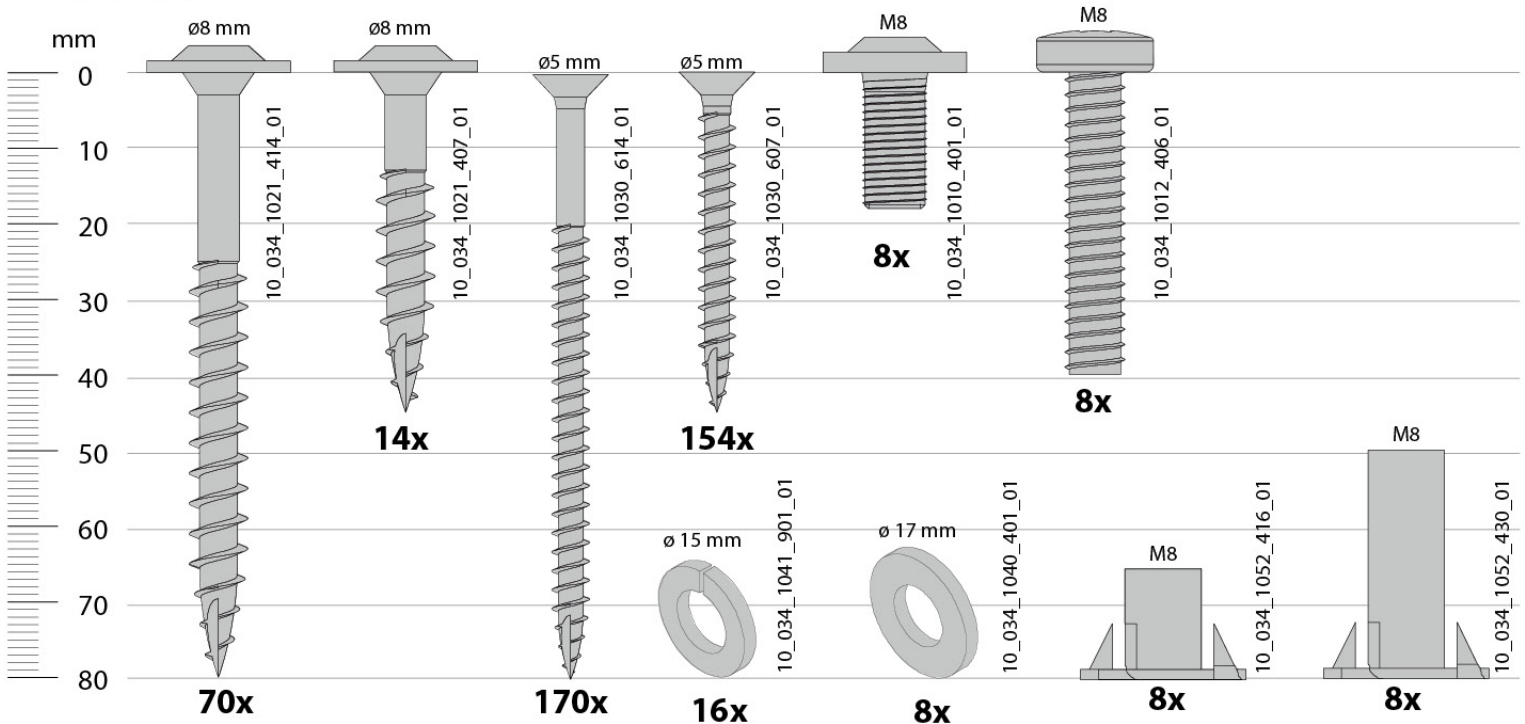 mm
0
10
20
30
40
50
60
70
80
ø8 mm
10_034_1021_414_01
70x
ø8 mm
10_034_1021_407_01
14x
ø5 mm
10_034_1030_614_01
170x
ø5 mm
10_034_1030_607_01
154x
M8
10_034_1010_401_01
8x
M8
10_034_1012_406_01
8x
ø 15 mm
10_034_1041_901_01
16x
ø 17 mm
10_034_1040_401_01
8x
M8
10_034_1052_416_01
8x
M8
10_034_1052_430_01
8x